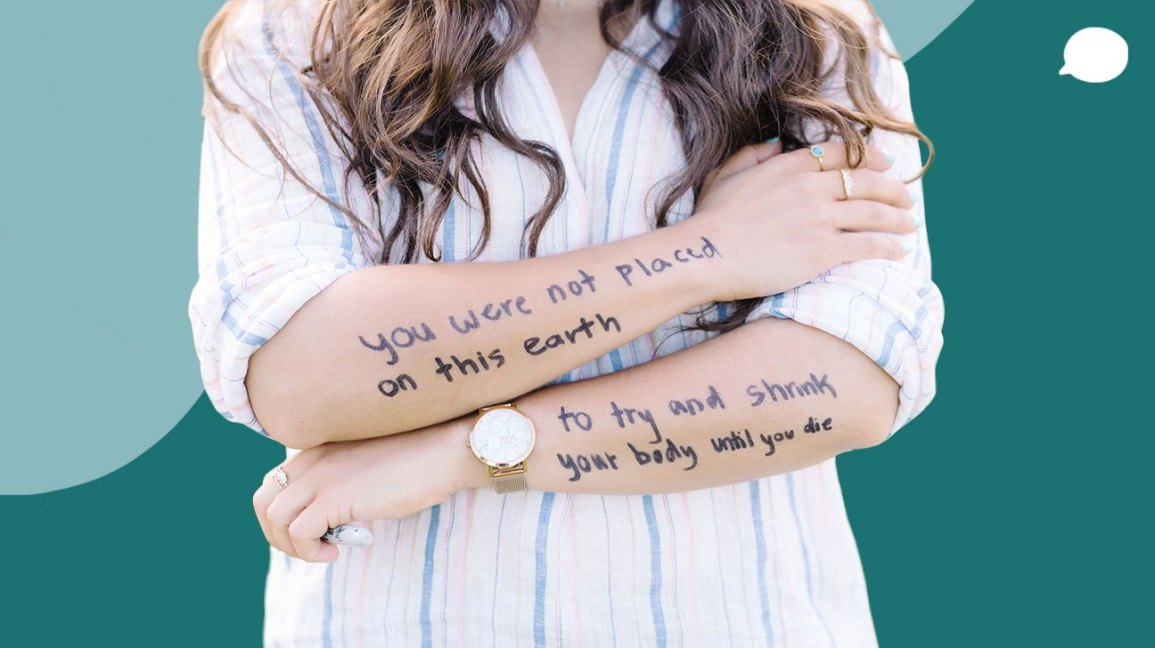 you were not placed
on this earth
to try and shrink
your body until you die